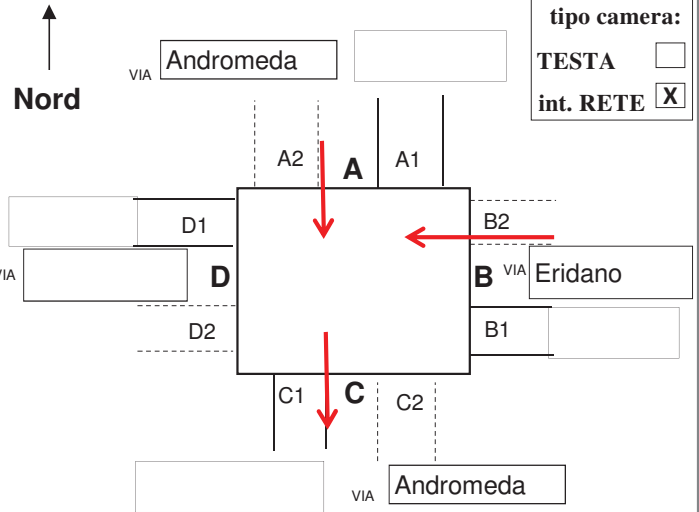 tipo camera:
VIA Andromeda
TESTA
Nord
int. RETE X
A2 A A1
D1 B2
VIA D B VIA Eridano
D2 B1
C1 C C2
VIA Andromeda